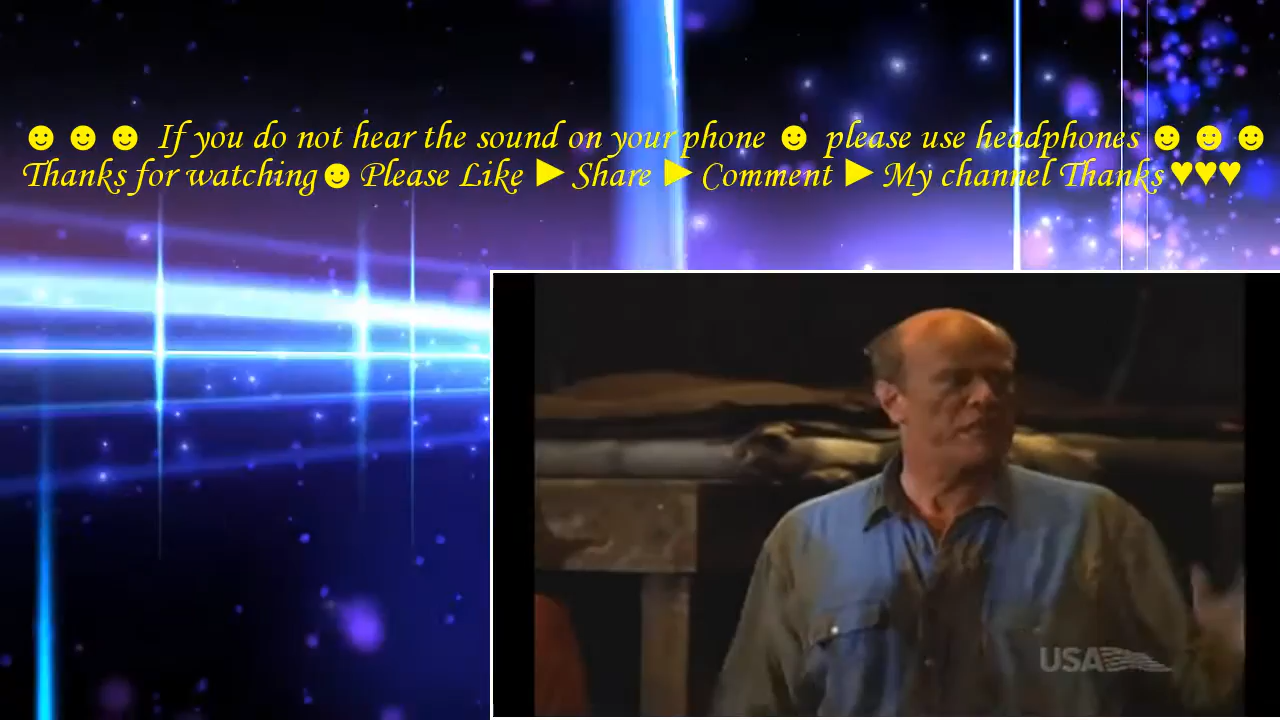 ☻☻☻ If you do not hear the sound on your phone ☻ please use headphones ☻☻☻
Thanks for watching☻Please Like ►Share ►Comment ►My channel Thanks♥♥♥
USA